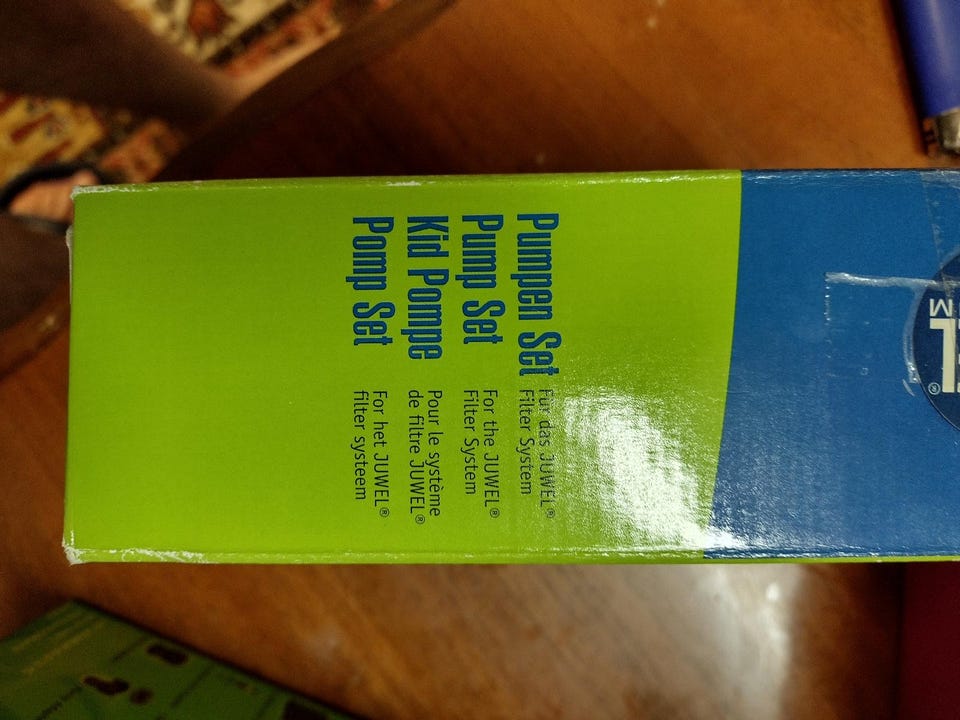 Pumpen Set
Für das JUWEL®
Filter System
Pump Set
For the JUWEL®
Filter System
Kid Pompe
Pour le système
de filtre JUWEL®
Pomp Set
For het JUWEL®
filter systeem